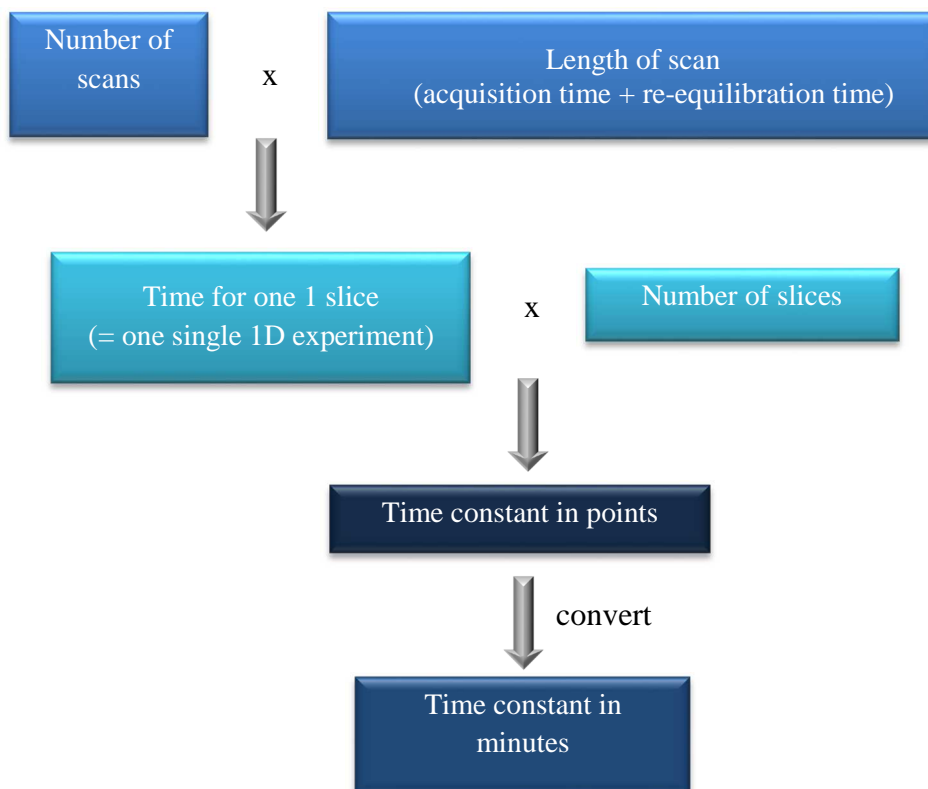 Number of
scans
x
Length of scan
(acquisition time + re-equilibration time)
Time for one 1 slice
(= one single 1D experiment)
x
Number of slices
Time constant in points
convert
Time constant in
minutes